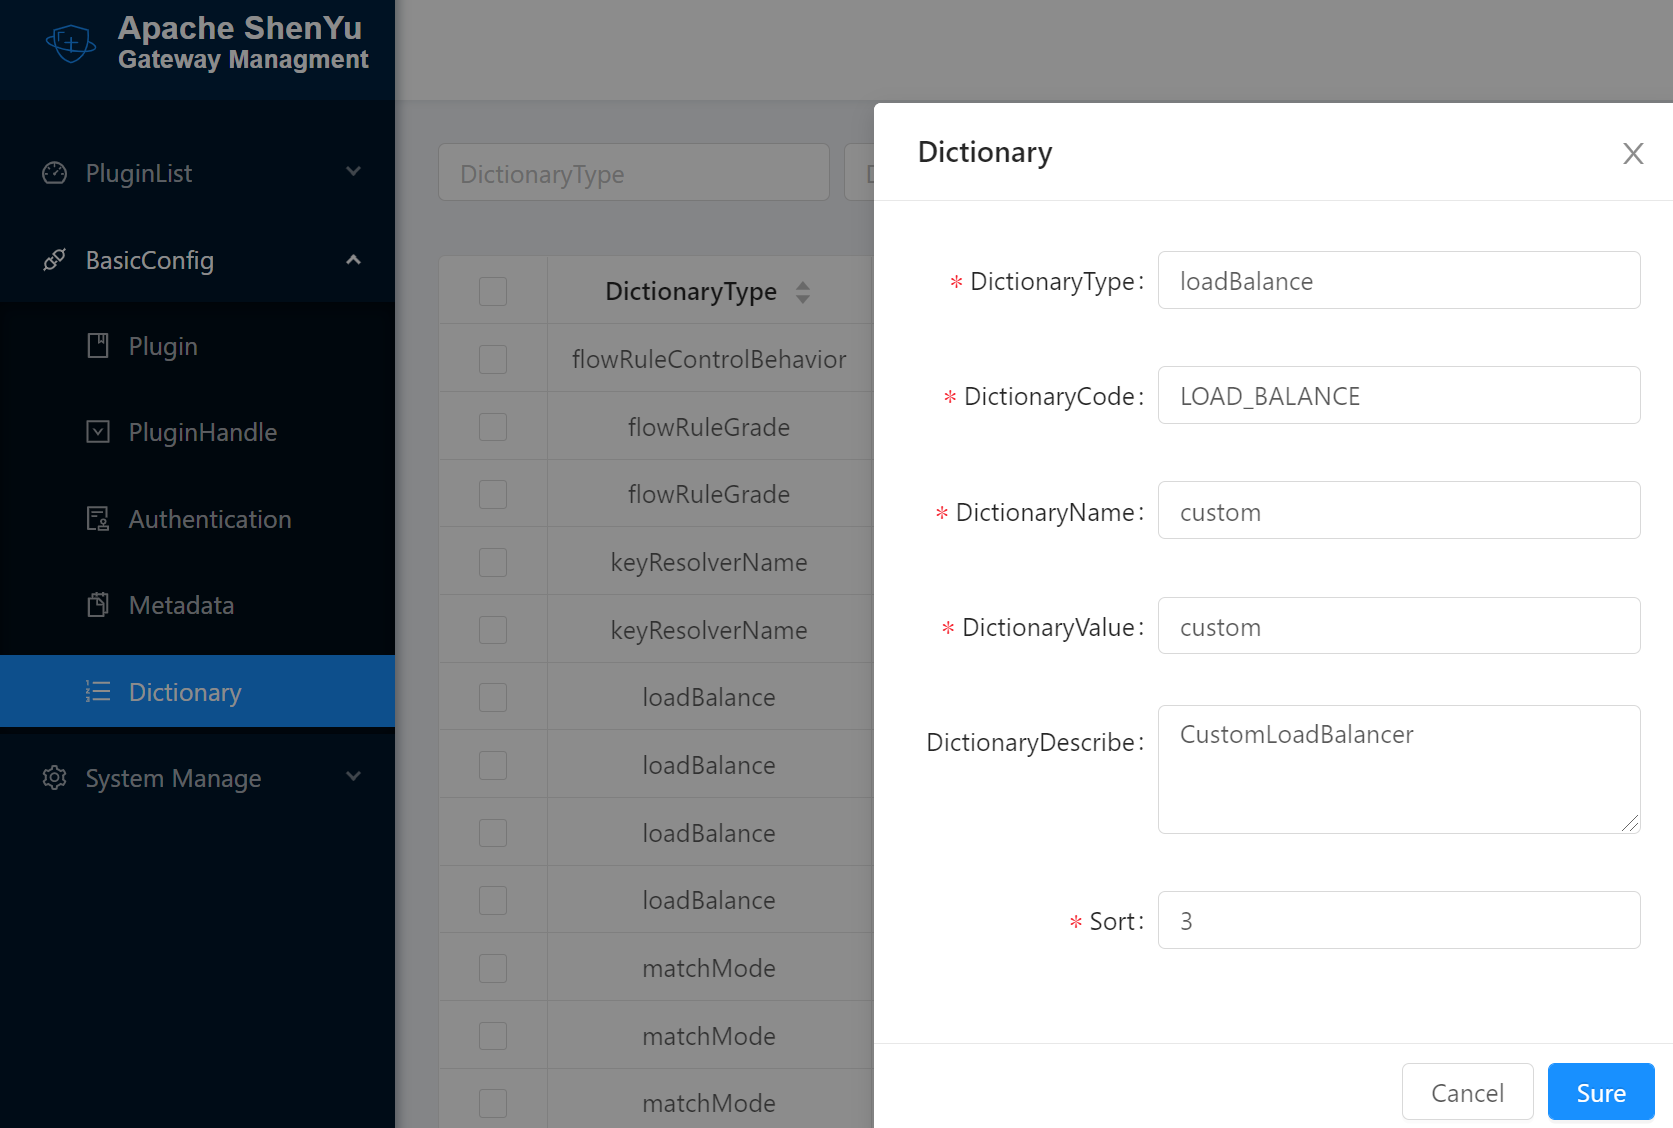 Apache ShenYu
Gateway Managment
PluginList
BasicConfig
Plugin
PluginHandle
Authentication
Metadata
Dictionary
System Manage
DictionaryType
DictionaryType
flowRuleControlBehavior
flowRuleGrade
flowRuleGrade
keyResolverName
keyResolverName
loadBalance
loadBalance
loadBalance
loadBalance
matchMode
matchMode
matchMode
Dictionary
* DictionaryType: loadBalance
* DictionaryCode: LOAD_BALANCE
* DictionaryName: custom
* DictionaryValue: custom
DictionaryDescribe: CustomLoadBalancer
* Sort: 3
Cancel Sure